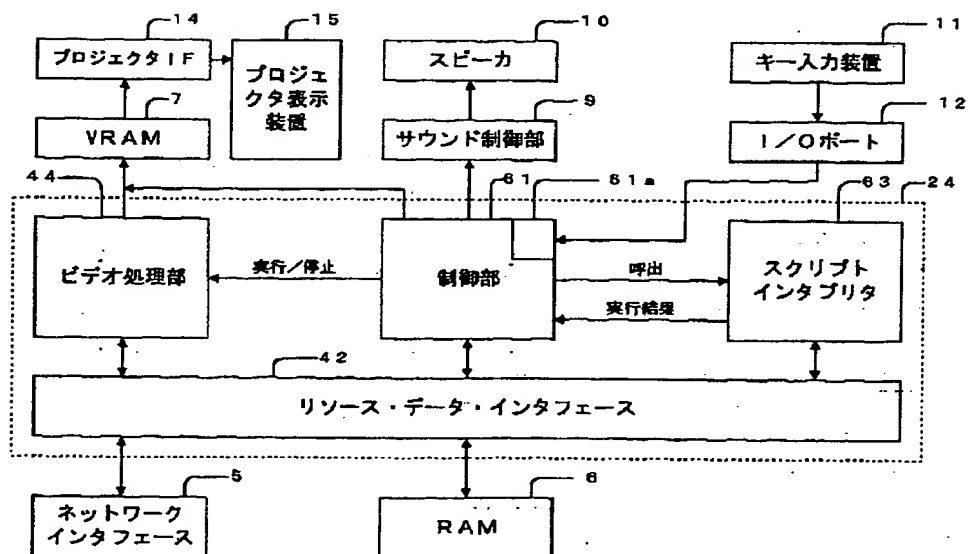 14
15
10
11
プロジェクタIF
プロジェ
クタ表示
装置
スピーカ
キー入力装置
7
9
12
VRAM
サウンド制御部
I/Oポート
44
61
61a
63
24
ビデオ処理部
実行/停止
制御部
呼出
実行結果
スクリプト
インタプリタ
42
リソース・データ・インタフェース
5
6
ネットワーク
インタフェース
RAM